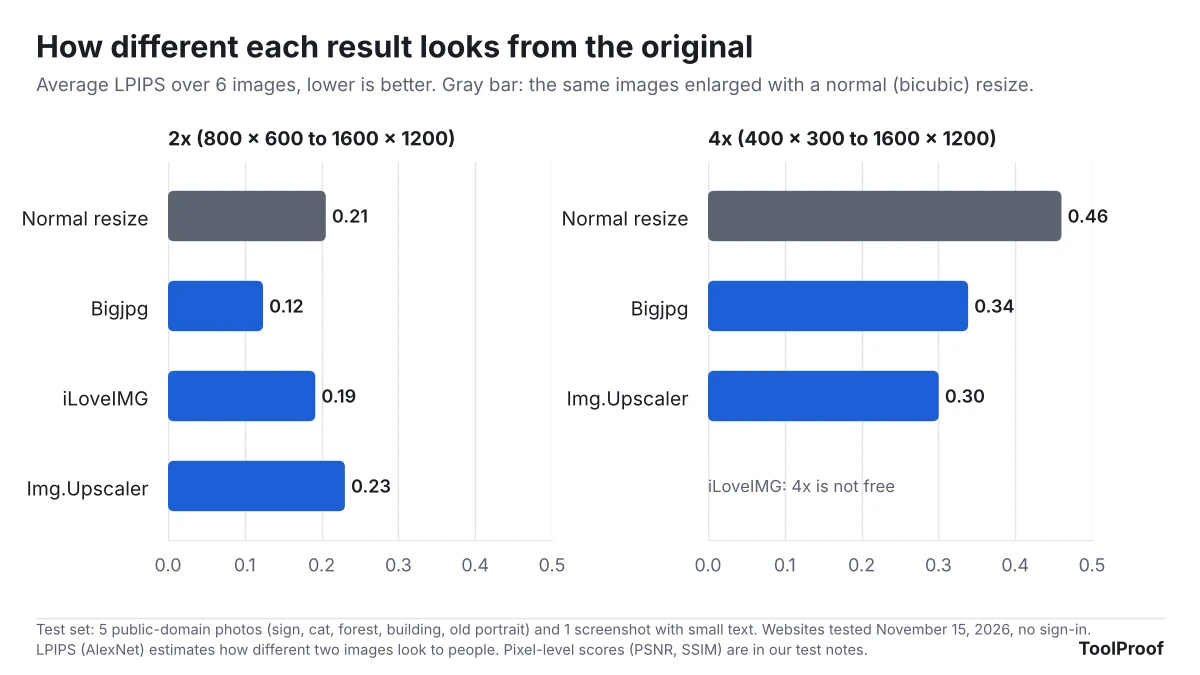 How different each result looks from the original
Average LPIPS over 6 images, lower is better. Gray bar: the same images enlarged with a normal (bicubic) resize.
2x (800 × 600 to 1600 × 1200)
Normal resize
0.21
Bigjpg
0.12
iLoveIMG
0.19
Img.Upscaler
0.23
0.0 0.1 0.2 0.3 0.4 0.5
4x (400 × 300 to 1600 × 1200)
Normal resize
0.46
Bigjpg
0.34
Img.Upscaler
0.30
iLoveIMG: 4x is not free
0.0 0.1 0.2 0.3 0.4 0.5
Test set: 5 public-domain photos (sign, cat, forest, building, old portrait) and 1 screenshot with small text. Websites tested November 15, 2026, no sign-in.
LPIPS (AlexNet) estimates how different two images look to people. Pixel-level scores (PSNR, SSIM) are in our test notes.
ToolProof